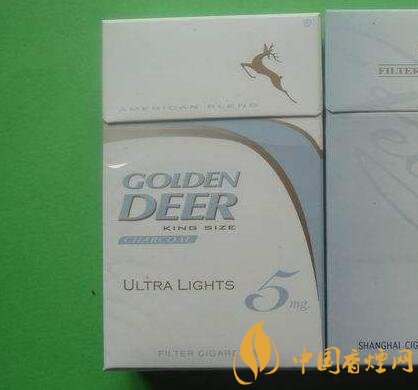 ®
AMERICAN BLEND
GOLDEN
DEER
KING SIZE
CHARCOAL
ULTRA LIGHTS
5 mg.
FILTER CIGARE
FILTER
SHANGHAI CIG
中国香烟网